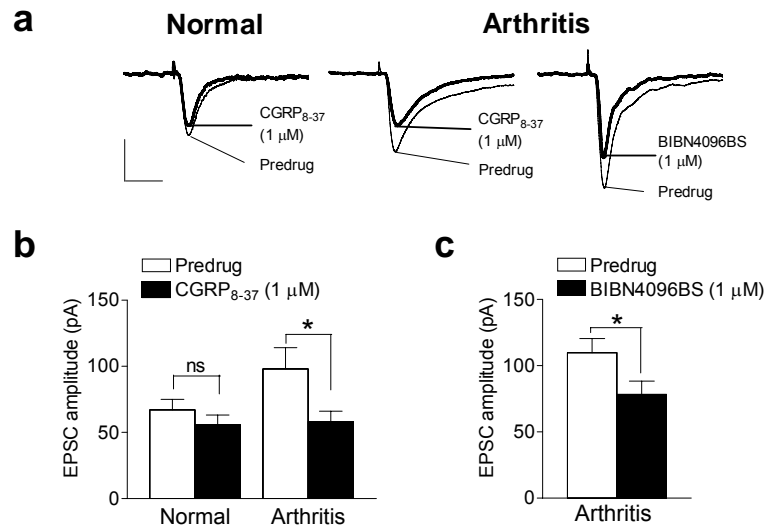 a
Normal
Arthritis
CGRP8-37
(1 μM)
Predrug
CGRP8-37
(1 μM)
Predrug
BIBN4096BS
(1 μM)
Predrug
b
Predrug
CGRP8-37 (1 μM)
EPSC amplitude (pA)
150
100
50
0
ns
*
Normal
Arthritis
c
Predrug
BIBN4096BS (1 μM)
EPSC amplitude (pA)
150
100
50
0
*
Arthritis